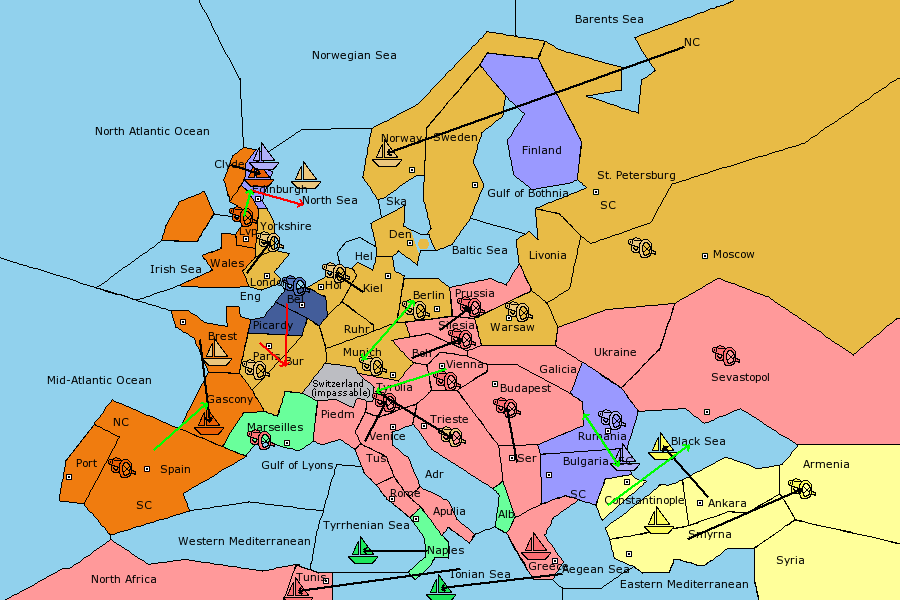 Barents Sea
NC
Norwegian Sea
North Atlantic Ocean
Norway
Sweden
Finland
Clyde
St. Petersburg
Edinburgh
North Sea
Ska
Gulf of Bothnia
SC
Yorkshire
Den
Baltic Sea
Livonia
Moscow
Irish Sea
Wales
Hel
Kiel
Hol
Eng
Bel
Berlin
Prussia
Warsaw
Picardy
Ruhr
Silesia
Brest
Paris
Bur
Munich
Boh
Ukraine
Galicia
Vienna
Sevastopol
Mid-Atlantic Ocean
Switzerland
(impassable)
Tyrolia
Budapest
Gascony
NC
Marseilles
Piedm
Trieste
Rumania
Venice
Black Sea
Port
Spain
Gulf of Lyons
Tus
Adr
Ser
Bulgaria
Armenia
SC
Rome
SC
Constantinople
Ankara
Apulia
Alb
Tyrrhenian Sea
Smyrna
Western Mediterranean
Naples
Syria
North Africa
Tunis
Ionian Sea
Greece
Aegean Sea
Eastern Mediterranean